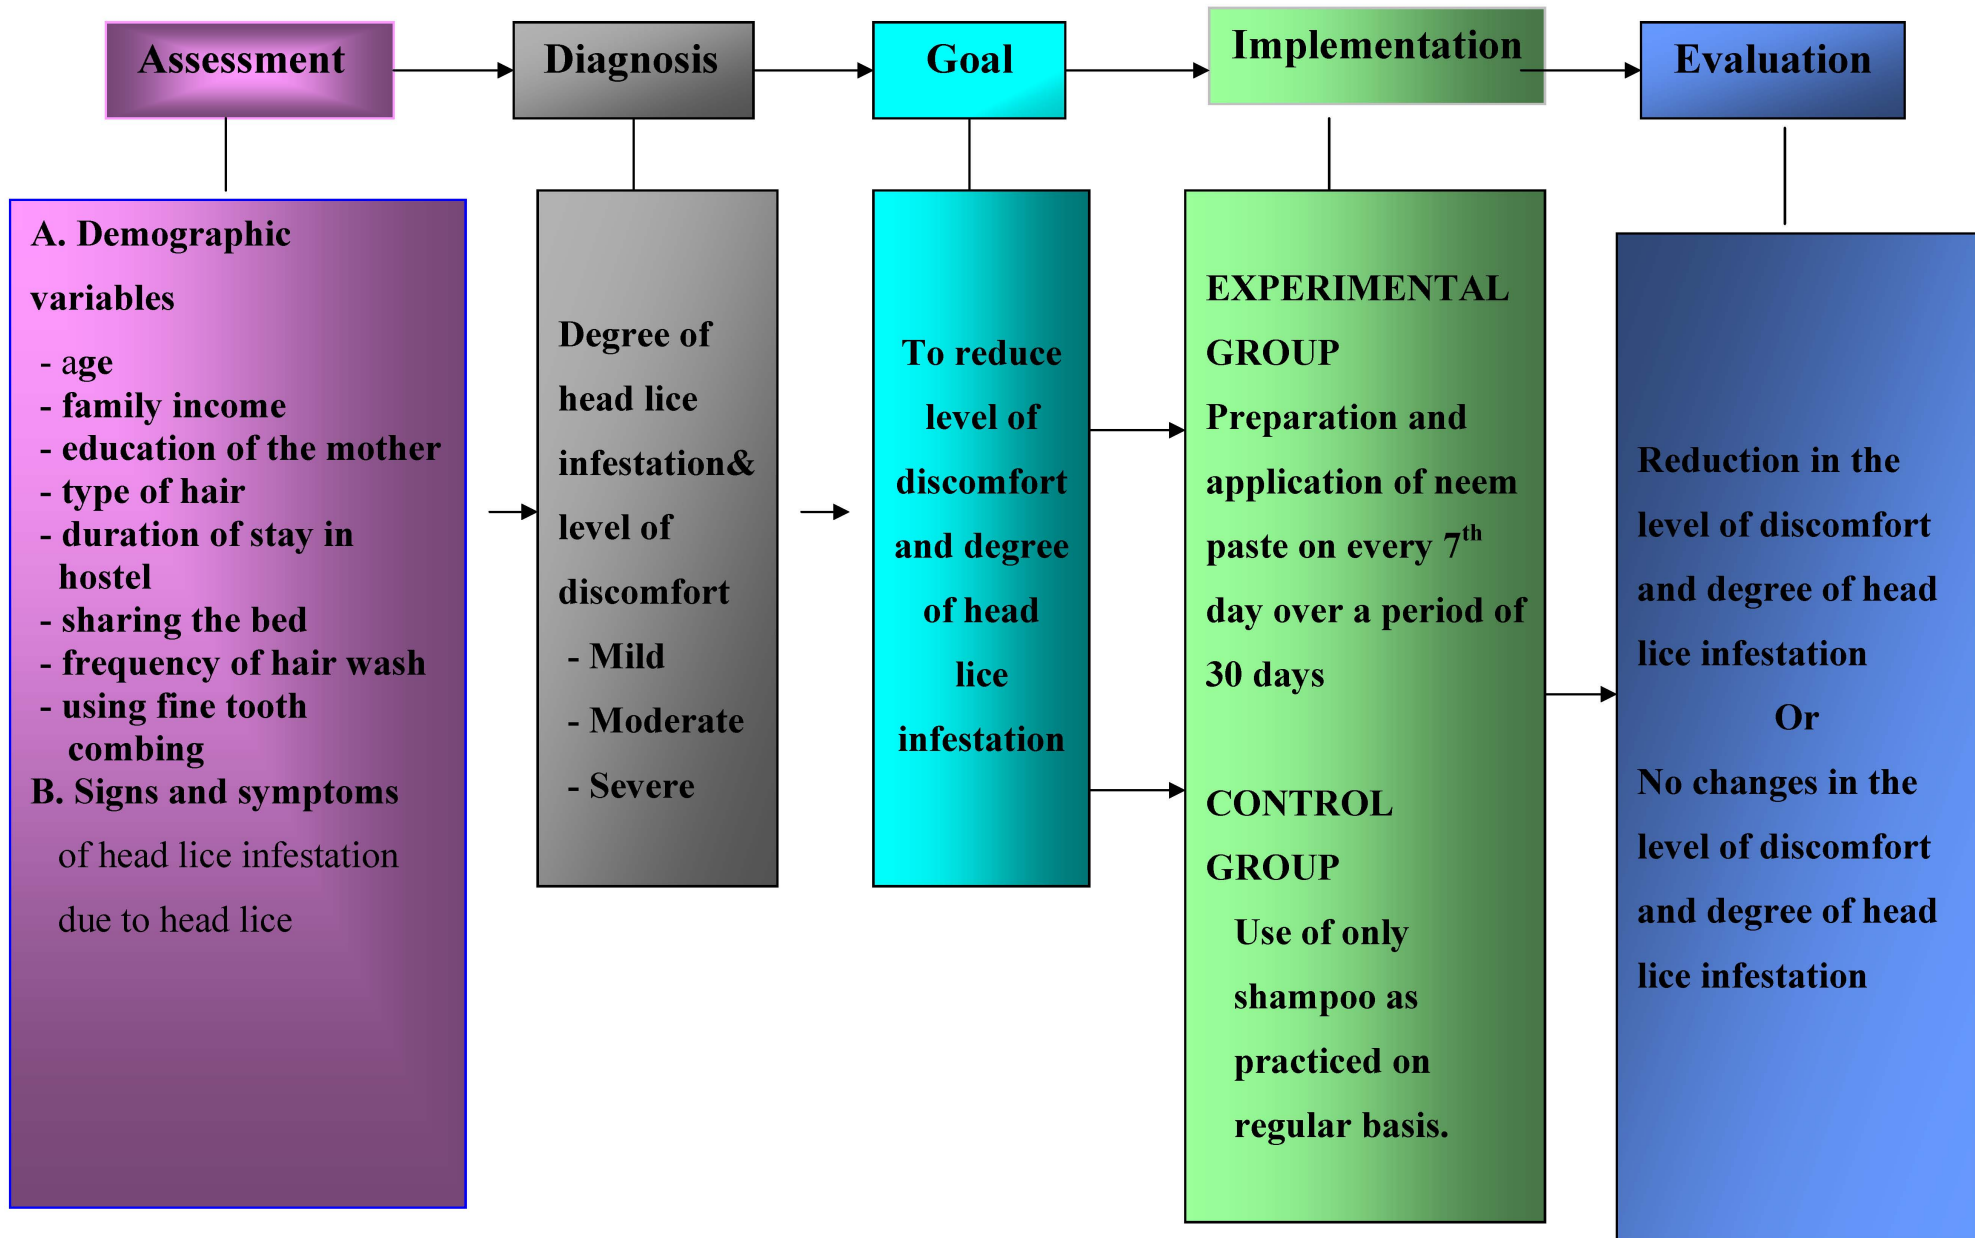 Assessment
Diagnosis
Goal
Implementation
Evaluation
A. Demographic
variables
- age
- family income
- education of the mother
- type of hair
- duration of stay in
hostel
- sharing the bed
- frequency of hair wash
- using fine tooth
combing
B. Signs and symptoms
of head lice infestation
due to head lice
Degree of
head lice
infestation&
level of
discomfort
- Mild
- Moderate
- Severe
To reduce
level of
discomfort
and degree
of head
lice
infestation
EXPERIMENTAL
GROUP
Preparation and
application of neem
paste on every 7th
day over a period of
30 days
CONTROL
GROUP
Use of only
shampoo as
practiced on
regular basis.
Reduction in the
level of discomfort
and degree of head
lice infestation
Or
No changes in the
level of discomfort
and degree of head
lice infestation